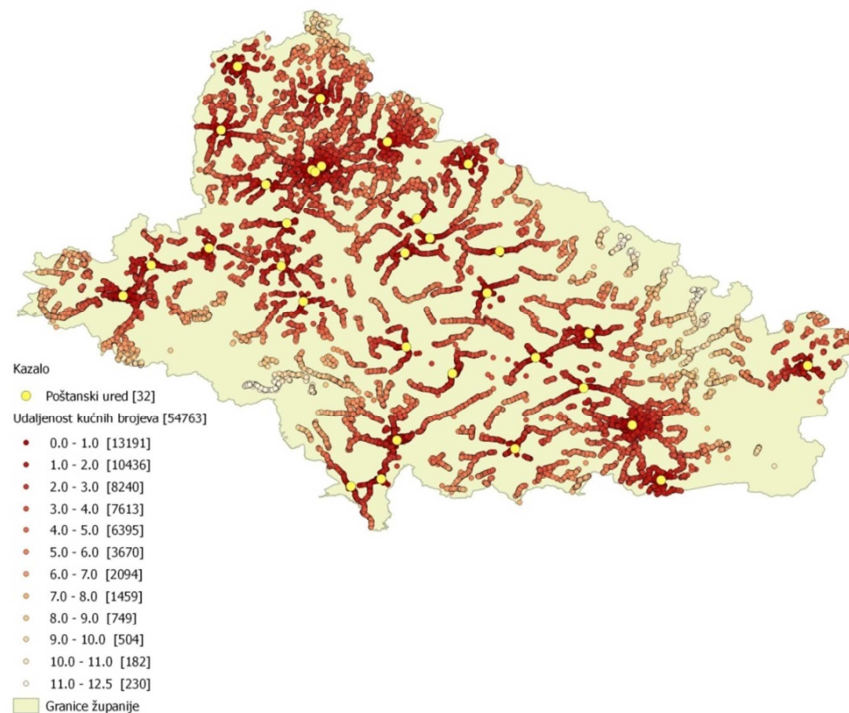 Kazalo
Poštanski ured [32]
Udaljenost kućnih brojeva [54763]
0.0 - 1.0 [13191]
1.0 - 2.0 [10436]
2.0 - 3.0 [8240]
3.0 - 4.0 [7613]
4.0 - 5.0 [6395]
5.0 - 6.0 [3670]
6.0 - 7.0 [2094]
7.0 - 8.0 [1459]
8.0 - 9.0 [749]
9.0 - 10.0 [504]
10.0 - 11.0 [182]
11.0 - 12.5 [230]
Granice županije